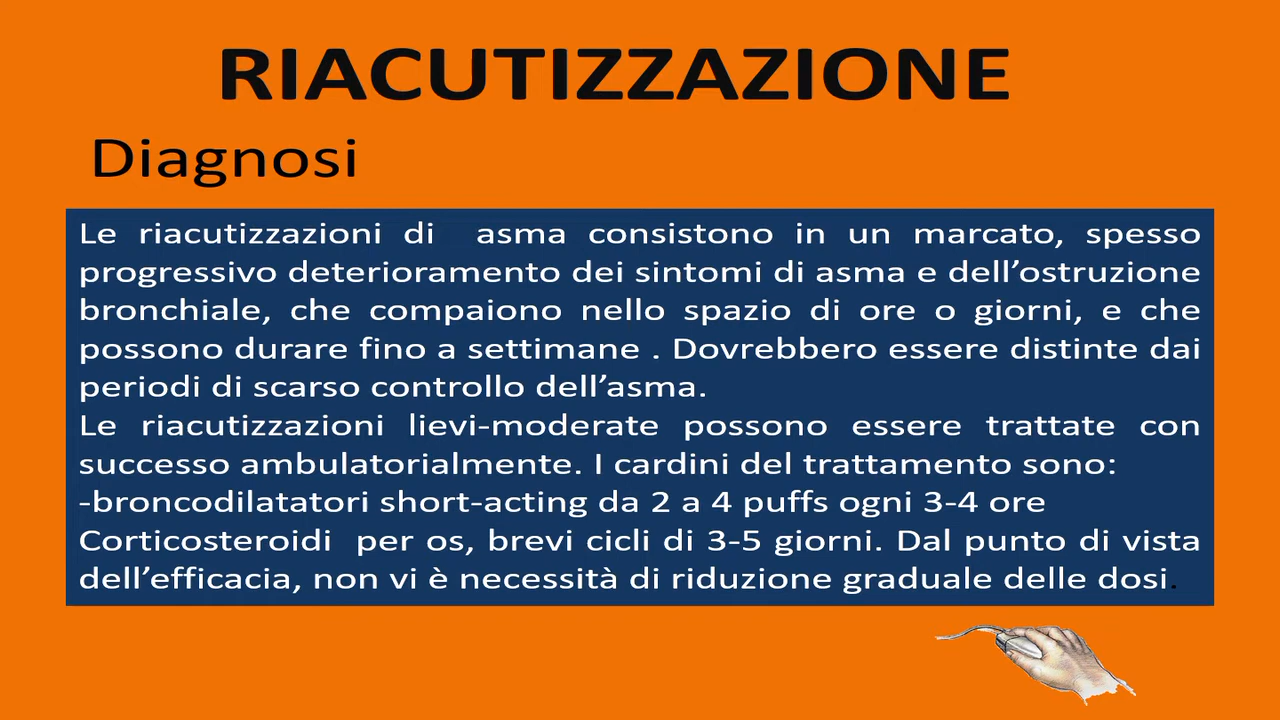 RIACUTIZZAZIONE
Diagnosi
Le riacutizzazioni di asma consistono in un marcato, spesso
progressivo deterioramento dei sintomi di asma e dell’ostruzione
bronchiale, che compaiono nello spazio di ore o giorni, e che
possono durare fino a settimane . Dovrebbero essere distinte dai
periodi di scarso controllo dell’asma.
Le riacutizzazioni lievi-moderate possono essere trattate con
successo ambulatorialmente. I cardini del trattamento sono:
-broncodilatatori short-acting da 2 a 4 puffs ogni 3-4 ore
Corticosteroidi per os, brevi cicli di 3-5 giorni. Dal punto di vista
dell’efficacia, non vi è necessità di riduzione graduale delle dosi.